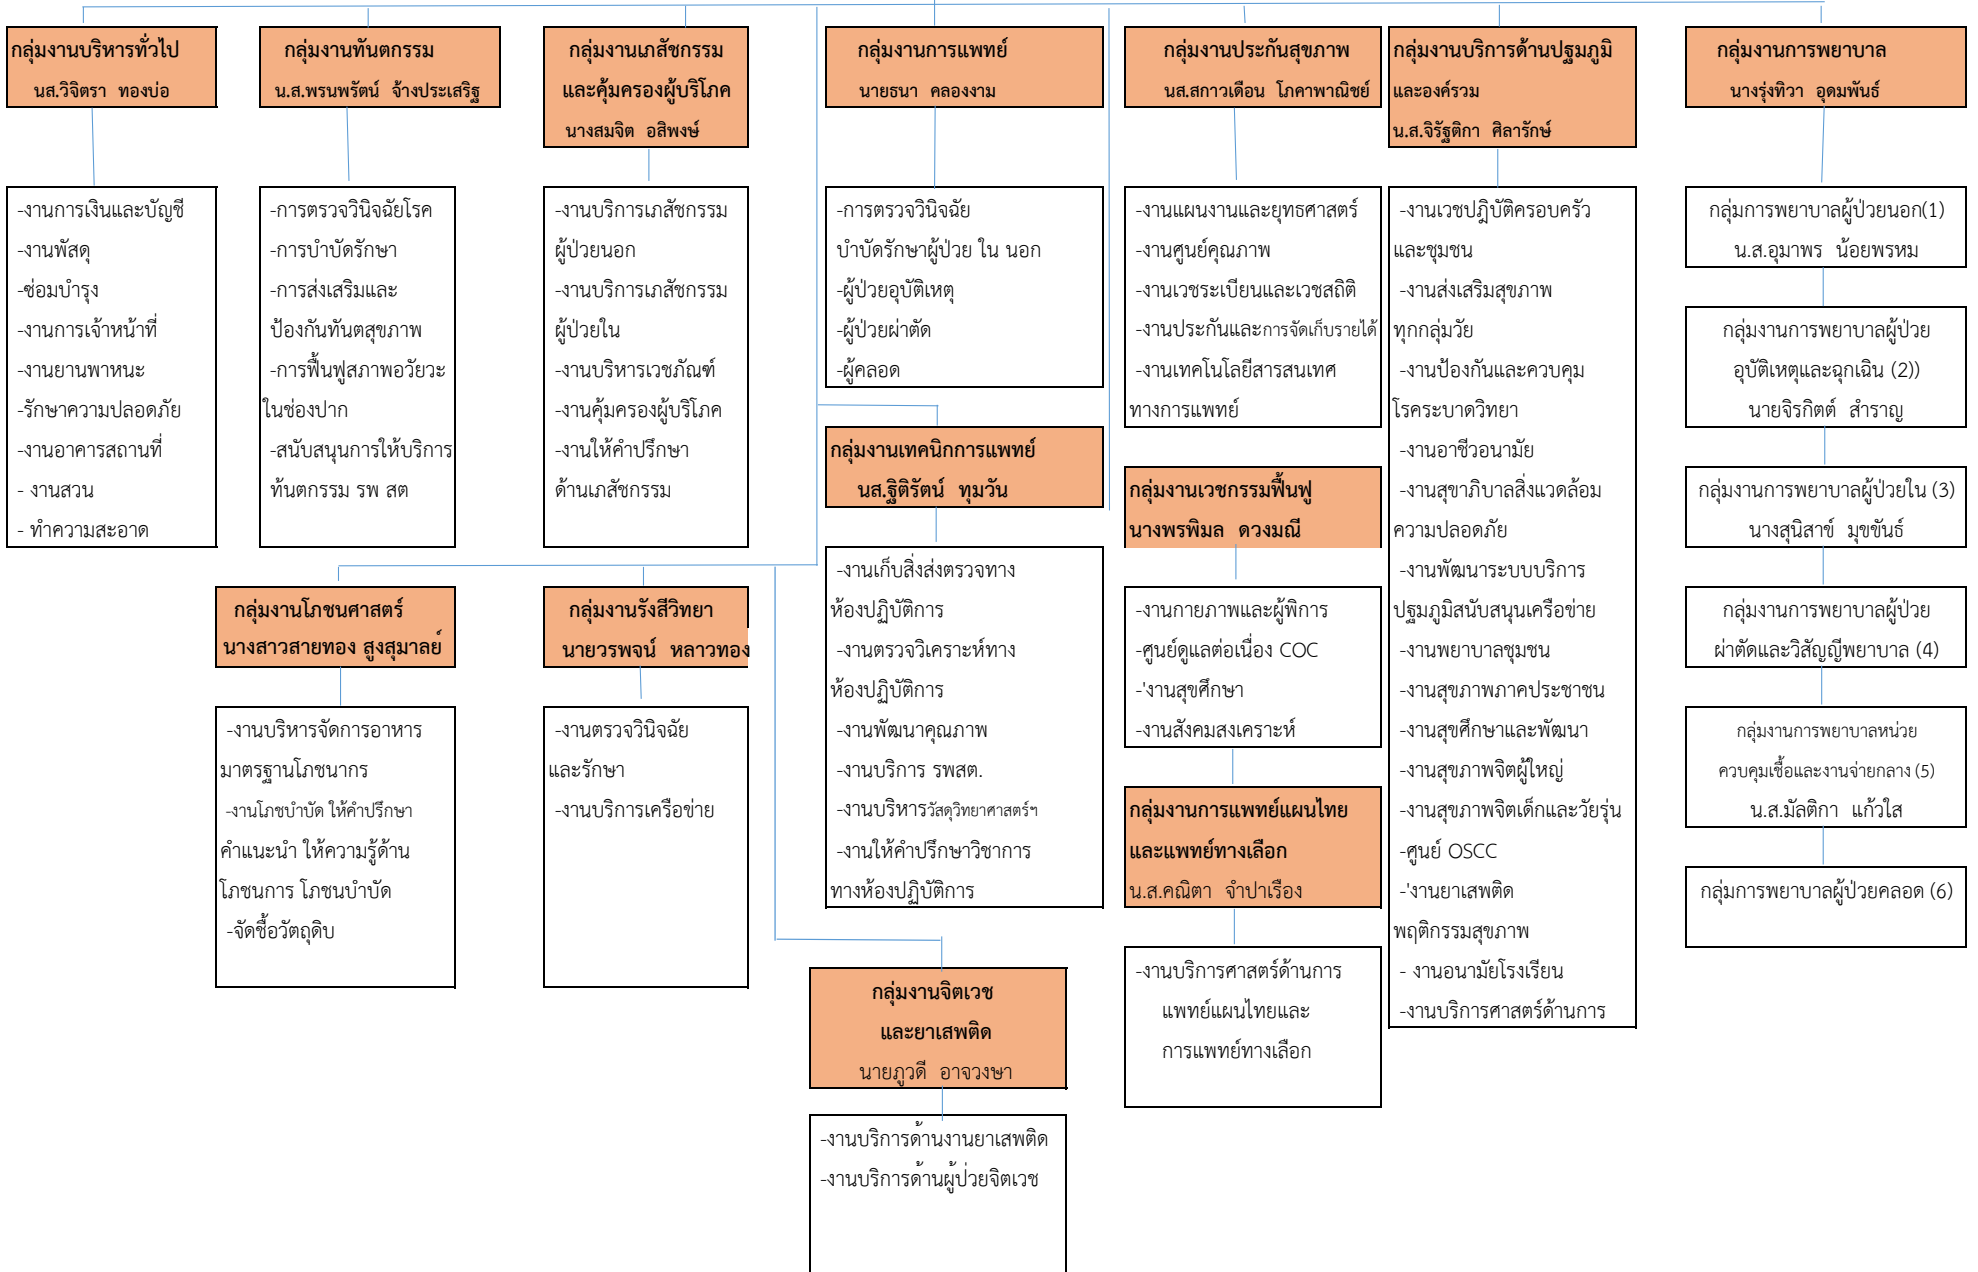 กลุ่มงานบริหารทั่วไป
นส.วิจิตรา ทองบ่อ
-งานการเงินและบัญชี
-งานพัสดุ
-ซ่อมบำรุง
-งานการเจ้าหน้าที่
-งานยานพาหนะ
-รักษาความปลอดภัย
-งานอาคารสถานที่
- งานสวน
- ทำความสะอาด
กลุ่มงานทันตกรรม
น.ส.พรนพรัตน์ จ้างประเสริฐ
-การตรวจวินิจฉัยโรค
-การบำบัดรักษา
-การส่งเสริมและ
ป้องกันทันตสุขภาพ
-การฟื้นฟูสภาพอวัยวะ
ในช่องปาก
-สนับสนุนการให้บริการ
ทันตกรรม รพ สต
กลุ่มงานเภสัชกรรม
และคุ้มครองผู้บริโภค
นางสมจิต อสิพงษ์
-งานบริการเภสัชกรรม
ผู้ป่วยนอก
-งานบริการเภสัชกรรม
ผู้ป่วยใน
-งานบริหารเวชภัณฑ์
-งานคุ้มครองผู้บริโภค
-งานให้คำปรึกษา
ด้านเภสัชกรรม
กลุ่มงานการแพทย์
นายธนา คลองงาม
-การตรวจวินิจฉัย
บำบัดรักษาผู้ป่วย ใน นอก
-ผู้ป่วยอุบัติเหตุ
-ผู้ป่วยผ่าตัด
-ผู้คลอด
กลุ่มงานเทคนิกการแพทย์
นส.ฐิติรัตน์ ทุมวัน
-งานเก็บสิ่งส่งตรวจทาง
ห้องปฏิบัติการ
-งานตรวจวิเคราะห์ทาง
ห้องปฏิบัติการ
-งานพัฒนาคุณภาพ
-งานบริการ รพสต.
-งานบริหารวัสดุวิทยาศาสตร์ฯ
-งานให้คำปรึกษาวิชาการ
ทางห้องปฏิบัติการ
กลุ่มงานประกันสุขภาพ
นส.สกาวเดือน โภคาพาณิชย์
-งานแผนงานและยุทธศาสตร์
-งานศูนย์คุณภาพ
-งานเวชระเบียนและเวชสถิติ
-งานประกันและการจัดเก็บรายได้
-งานเทคโนโลยีสารสนเทศ
ทางการแพทย์
กลุ่มงานเวชกรรมฟื้นฟู
นางพรพิมล ดวงมณี
-งานกายภาพและผู้พิการ
-ศูนย์ดูแลต่อเนื่อง COC
-'งานสุขศึกษา
-งานสังคมสงเคราะห์
กลุ่มงานการแพทย์แผนไทย
และแพทย์ทางเลือก
น.ส.คณิตา จำปาเรือง
-งานบริการศาสตร์ด้านการ
แพทย์แผนไทยและ
การแพทย์ทางเลือก
กลุ่มงานบริการด้านปฐมภูมิ
และองค์รวม
น.ส.จิรัฐติกา ศิลารักษ์
-งานเวชปฎิบัติครอบครัว
และชุมชน
-งานส่งเสริมสุขภาพ
ทุกกลุ่มวัย
-งานป้องกันและควบคุม
โรคระบาดวิทยา
-งานอาชีวอนามัย
-งานสุขาภิบาลสิ่งแวดล้อม
ความปลอดภัย
-งานพัฒนาระบบบริการ
ปฐมภูมิสนับสนุนเครือข่าย
-งานพยาบาลชุมชน
-งานสุขภาพภาคประชาชน
-งานสุขศึกษาและพัฒนา
-งานสุขภาพจิตผู้ใหญ่
-งานสุขภาพจิตเด็กและวัยรุ่น
-ศูนย์ OSCC
-'งานยาเสพติด
พฤติกรรมสุขภาพ
- งานอนามัยโรงเรียน
-งานบริการศาสตร์ด้านการ
กลุ่มงานการพยาบาล
นางรุ่งทิวา อุดมพันธ์
กลุ่มการพยาบาลผู้ป่วยนอก(1)
น.ส.อุมาพร น้อยพรหม
กลุ่มงานการพยาบาลผู้ป่วย
อุบัติเหตุและฉุกเฉิน (2))
นายจิรกิตต์ สำราญ
กลุ่มงานการพยาบาลผู้ป่วยใน (3)
นางสุนิสาข์ มุขขันธ์
กลุ่มงานการพยาบาลผู้ป่วย
ผ่าตัดและวิสัญญีพยาบาล (4)
กลุ่มงานการพยาบาลหน่วย
ควบคุมเชื้อและงานจ่ายกลาง (5)
น.ส.มัลติกา แก้วใส
กลุ่มการพยาบาลผู้ป่วยคลอด (6)
กลุ่มงานโภชนศาสตร์
นางสาวสายทอง สูงสุมาลย์
-งานบริหารจัดการอาหาร
มาตรฐานโภชนากร
-งานโภชบำบัด ให้คำปรึกษา
คำแนะนำ ให้ความรู้ด้าน
โภชนการ โภชนบำบัด
-จัดซื้อวัตถุดิบ
กลุ่มงานรังสีวิทยา
นายวรพจน์ หลาวทอง
-งานตรวจวินิจฉัย
และรักษา
-งานบริการเครือข่าย
กลุ่มงานจิตเวช
และยาเสพติด
นายภูวดี อาจวงษา
-งานบริการด้านงานยาเสพติด
-งานบริการด้านผู้ป่วยจิตเวช